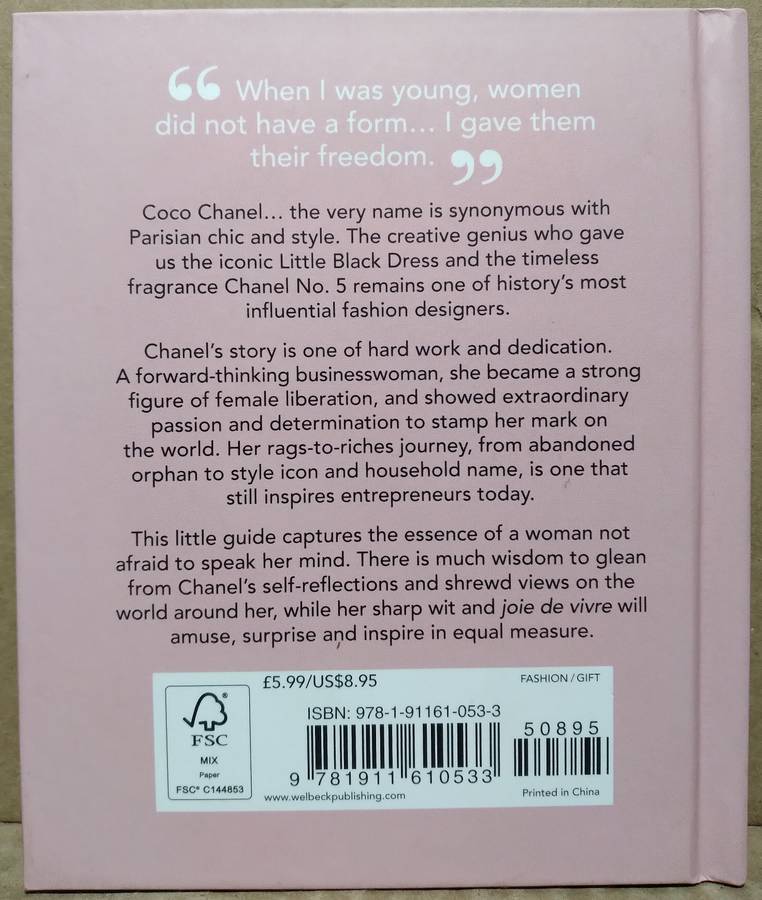 “ When I was young, women
did not have a form... I gave them
their freedom. ”
Coco Chanel... the very name is synonymous with
Parisian chic and style. The creative genius who gave
us the iconic Little Black Dress and the timeless
fragrance Chanel No. 5 remains one of history’s most
influential fashion designers.
Chanel’s story is one of hard work and dedication.
A forward-thinking businesswoman, she became a strong
figure of female liberation, and showed extraordinary
passion and determination to stamp her mark on
the world. Her rags-to-riches journey, from abandoned
orphan to style icon and household name, is one that
still inspires entrepreneurs today.
This little guide captures the essence of a woman not
afraid to speak her mind. There is much wisdom to glean
from Chanel’s self-reflections and shrewd views on the
world around her, while her sharp wit and joie de vivre will
amuse, surprise and inspire in equal measure.
£5.99/US$8.95
FASHION/GIFT
ISBN: 978-1-91161-053-3
50895
9 781911 610533
www.welbeckpublishing.com
Printed in China
®
FSC
MIX
Paper
FSC® C144853